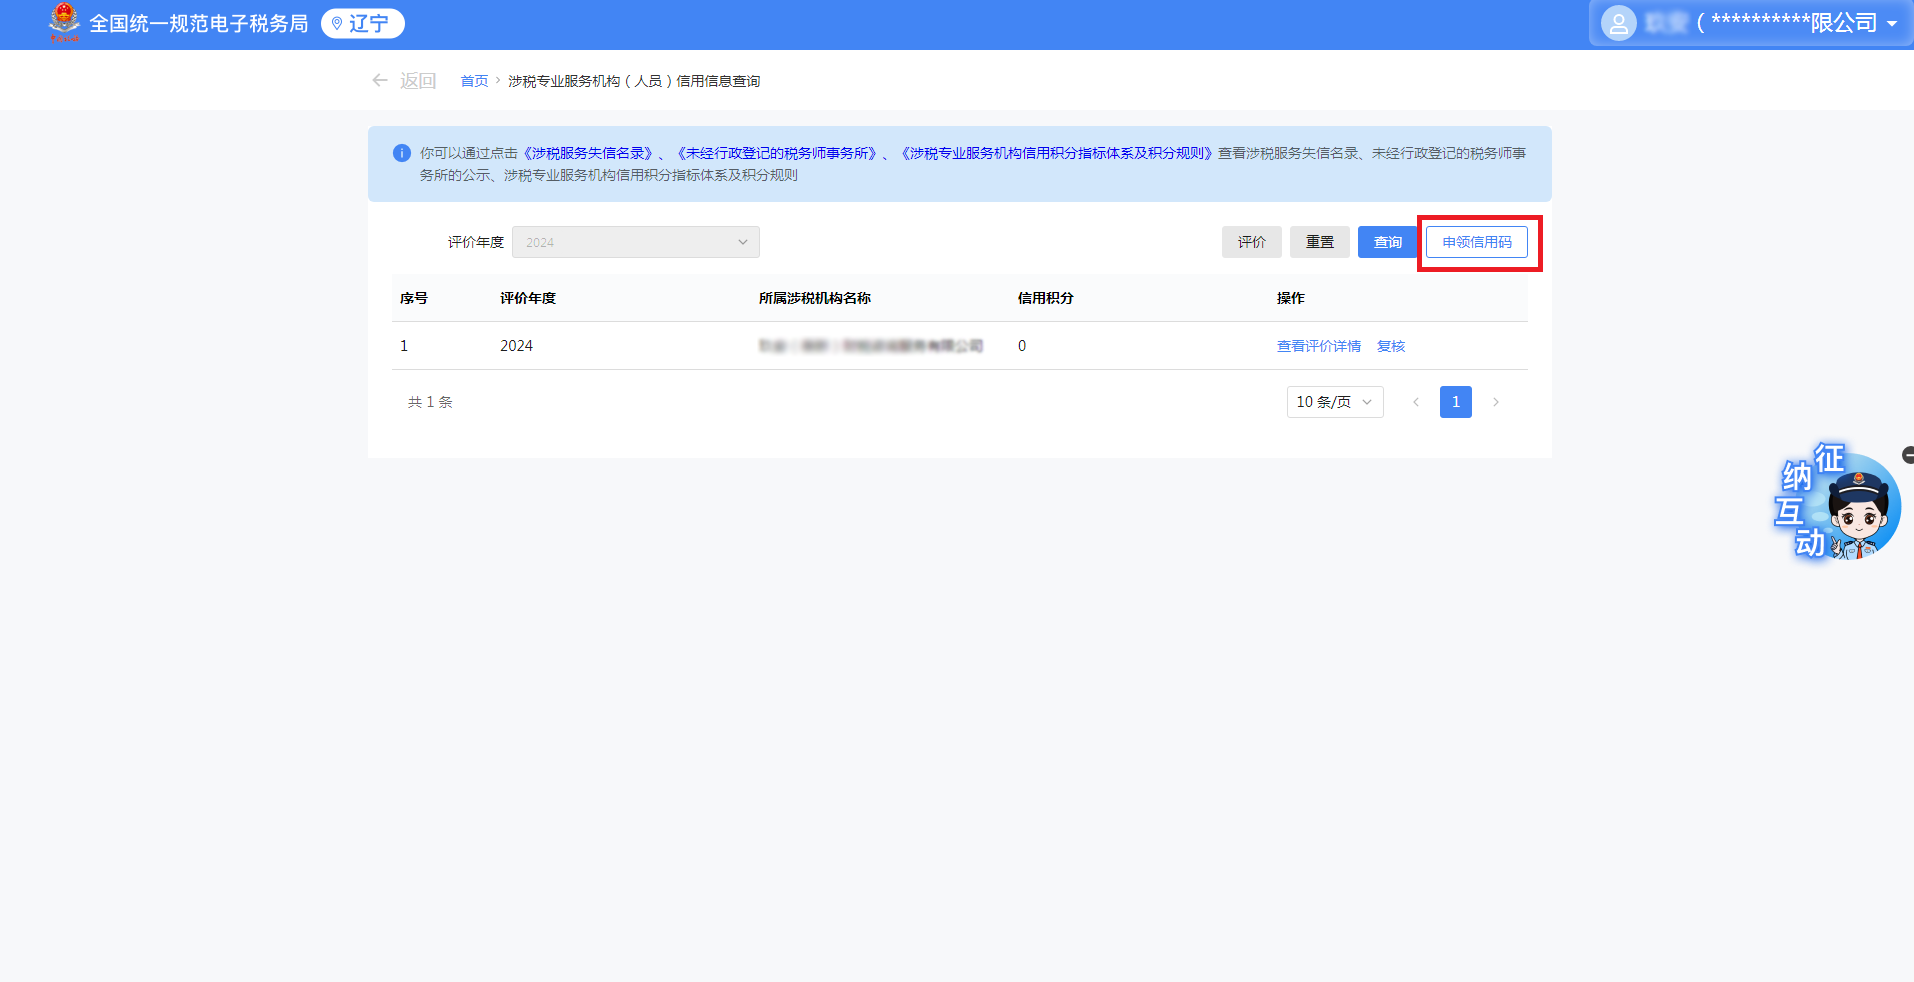 全国统一规范电子税务局 辽宁
( **********限公司
返回 首页 > 涉税专业服务机构（人员）信用信息查询
你可以通过点击《涉税服务失信名录》、《未经行政登记的税务师事务所》、《涉税专业服务机构信用积分指标体系及积分规则》查看涉税服务失信名录、未经行政登记的税务师事
务所的公示、涉税专业服务机构信用积分指标体系及积分规则
评价年度 2024 评价 重置 查询 申领信用码
序号 评价年度 所属涉税机构名称 信用积分 操作
1 2024 服务有限公司 0 查看评价详情 复核
共 1 条 10 条/页 < 1 >
征纳互动